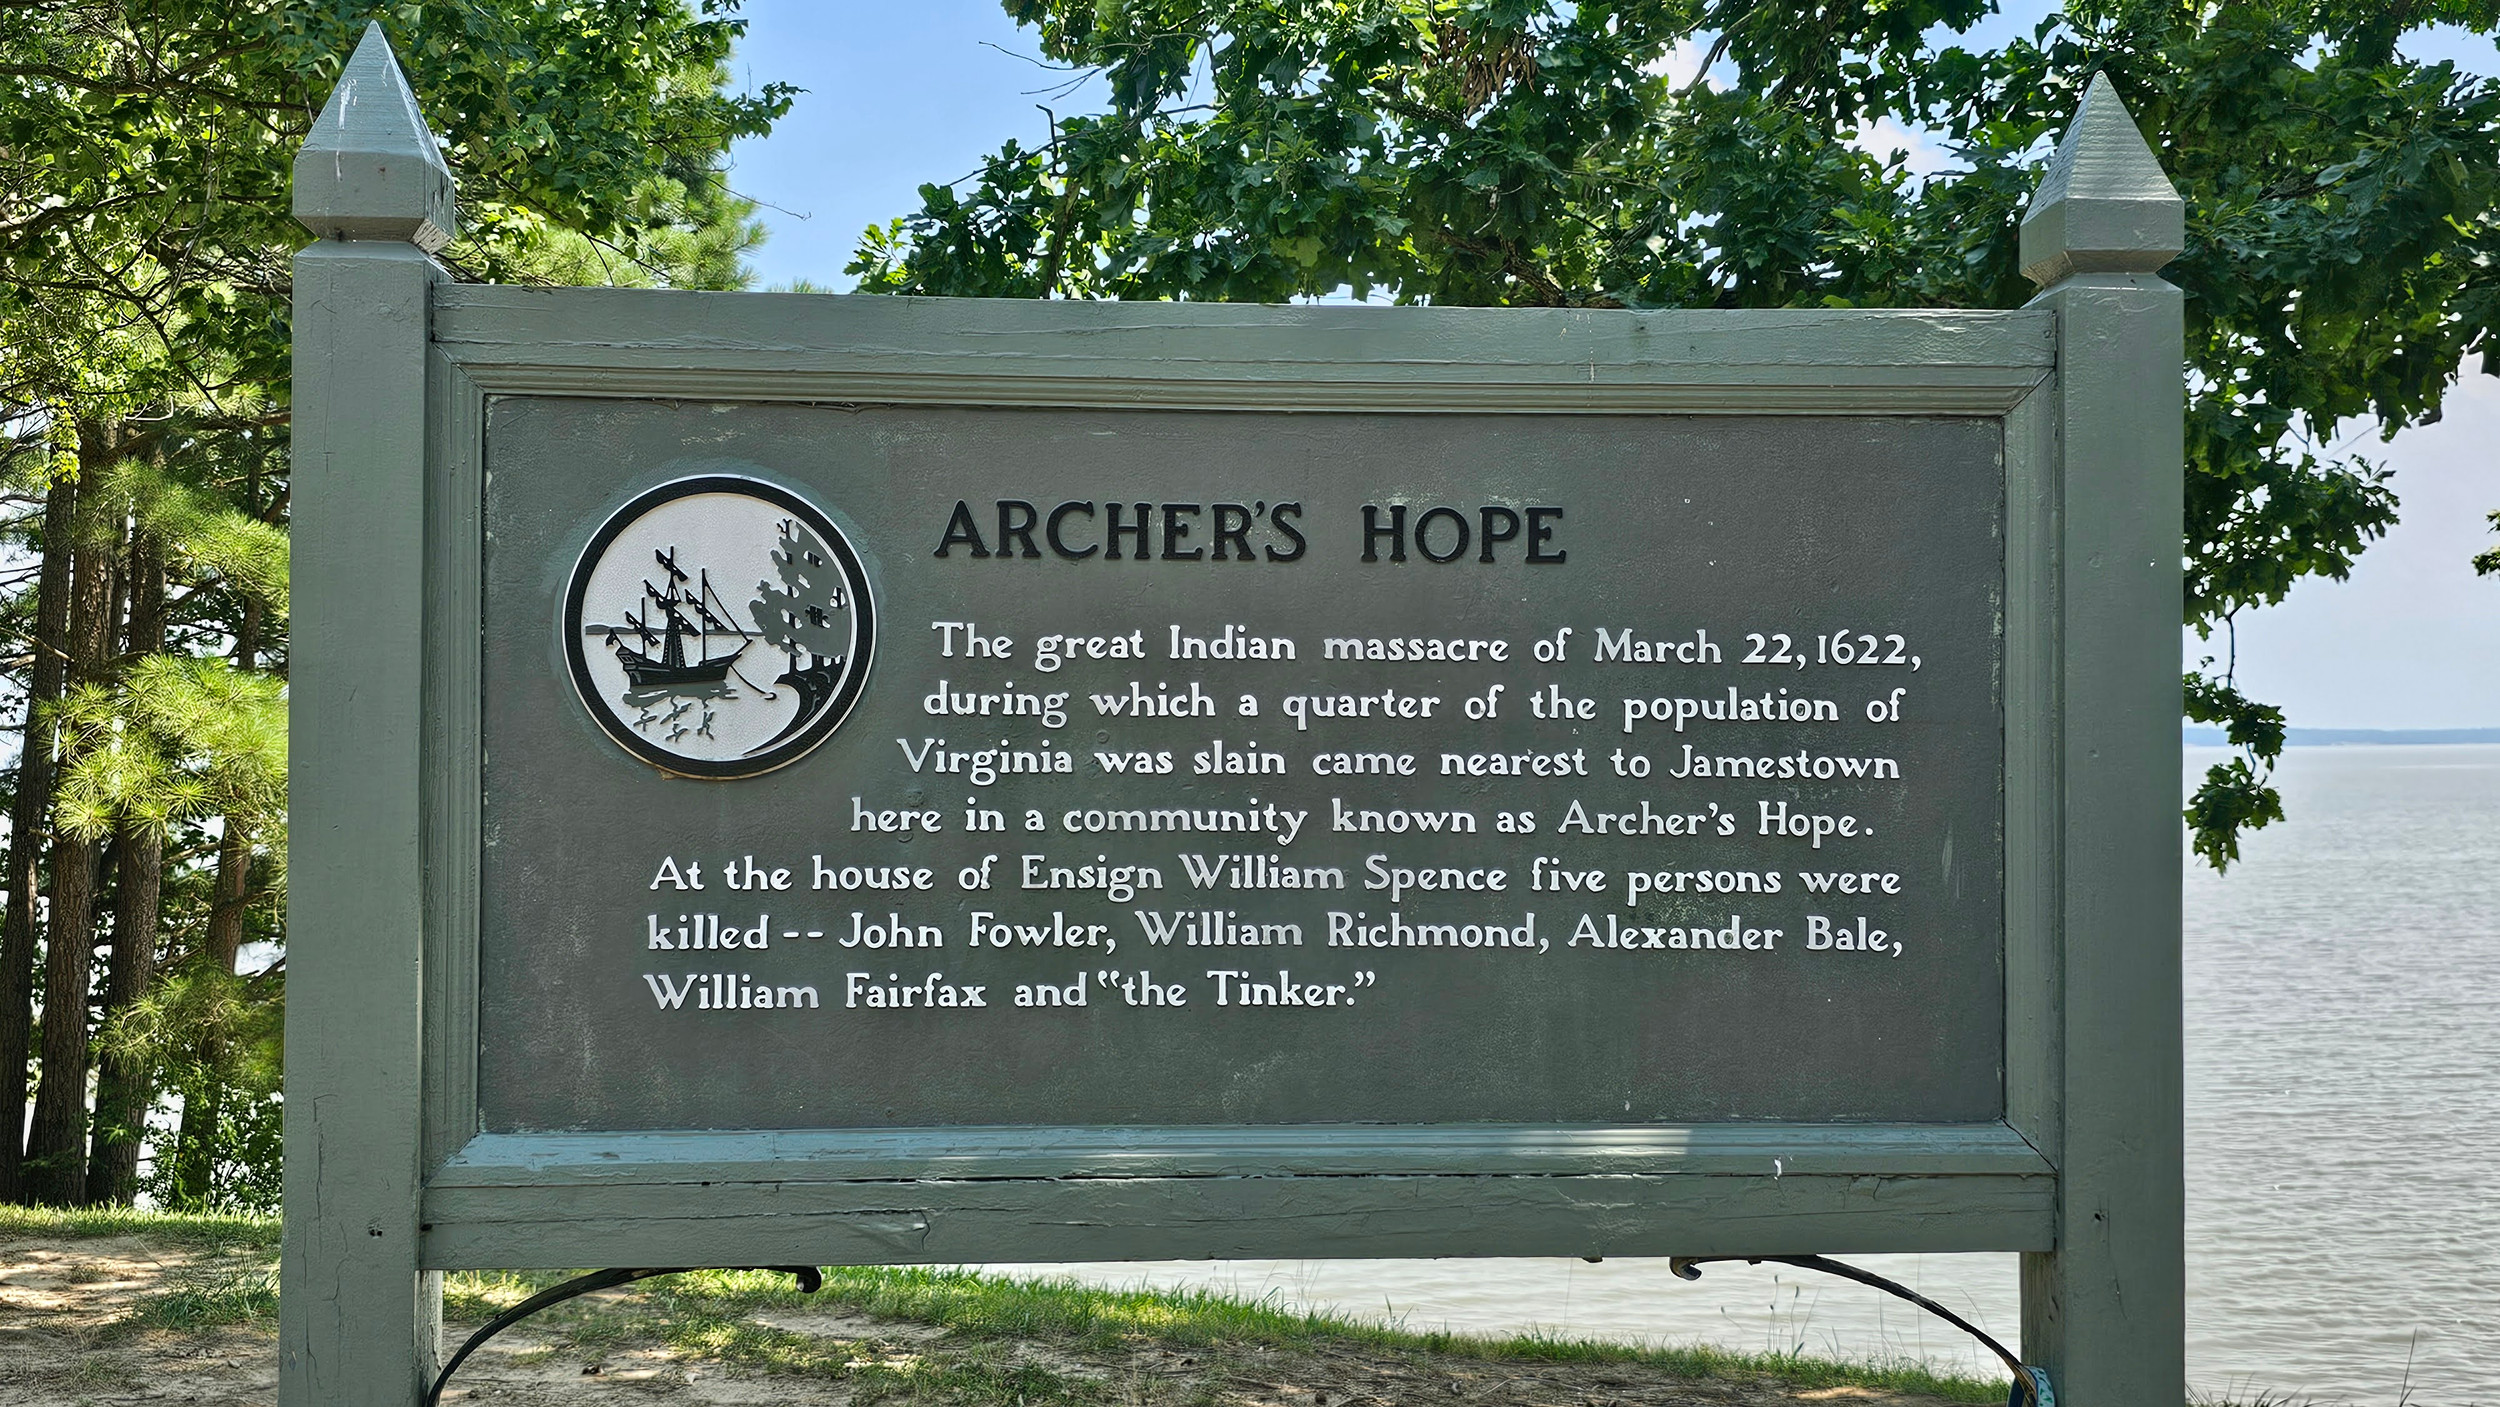 ARCHER'S HOPE
The great Indian massacre of March 22, 1622,
during which a quarter of the population of
Virginia was slain came nearest to Jamestown
here in a community known as Archer's Hope.
At the house of Ensign William Spence five persons were
killed -- John Fowler, William Richmond, Alexander Bale,
William Fairfax and "the Tinker."